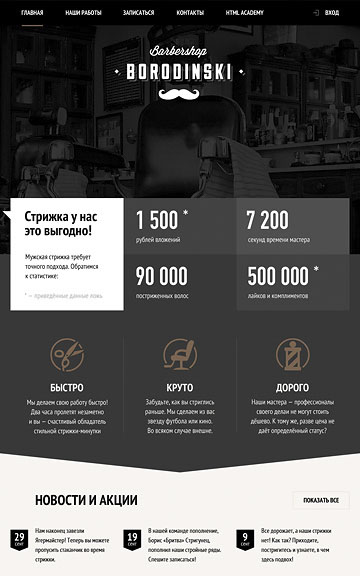 ГЛАВНАЯ НАШИ РАБОТЫ ЗАПИСАТЬСЯ КОНТАКТЫ HTML ACADEMY ВХОД
Barbershop
BORODINSKI
Стрижка у нас
это выгодно!
Мужская стрижка требует
точного подхода. Обратимся
к статистике:
* — приведённые данные ложь
1 500 *
рублей вложений
7 200
секунд времени мастера
90 000
постриженных волос
500 000 *
лайков и комплиментов
БЫСТРО
Мы делаем свою работу быстро!
Два часа пролетят незаметно
и вы — счастливый обладатель
стильной стрижки-минутки
КРУТО
Забудьте, как вы стриглись
раньше. Мы сделаем из вас
звезду футбола или кино.
Во всяком случае внешне.
ДОРОГО
Наши мастера — профессионалы
своего дела и не могут стоить
дёшево. К тому же, разве цена не
даёт определённый статус?
НОВОСТИ И АКЦИИ
ПОКАЗАТЬ ВСЕ
29
сент
Нам наконец завезли
Ягермайстер! Теперь вы можете
пропустить стаканчик во время
стрижки.
19
сент
В нашей команде пополнение,
Борис «Бритва» Стригунец,
пополнил наши стройные ряды.
Спешите записаться!
9
сент
Все дорожает, а наши стрижки
нет! Как так? Приходите,
постригитесь и узнаете, в чем
здесь подвох!